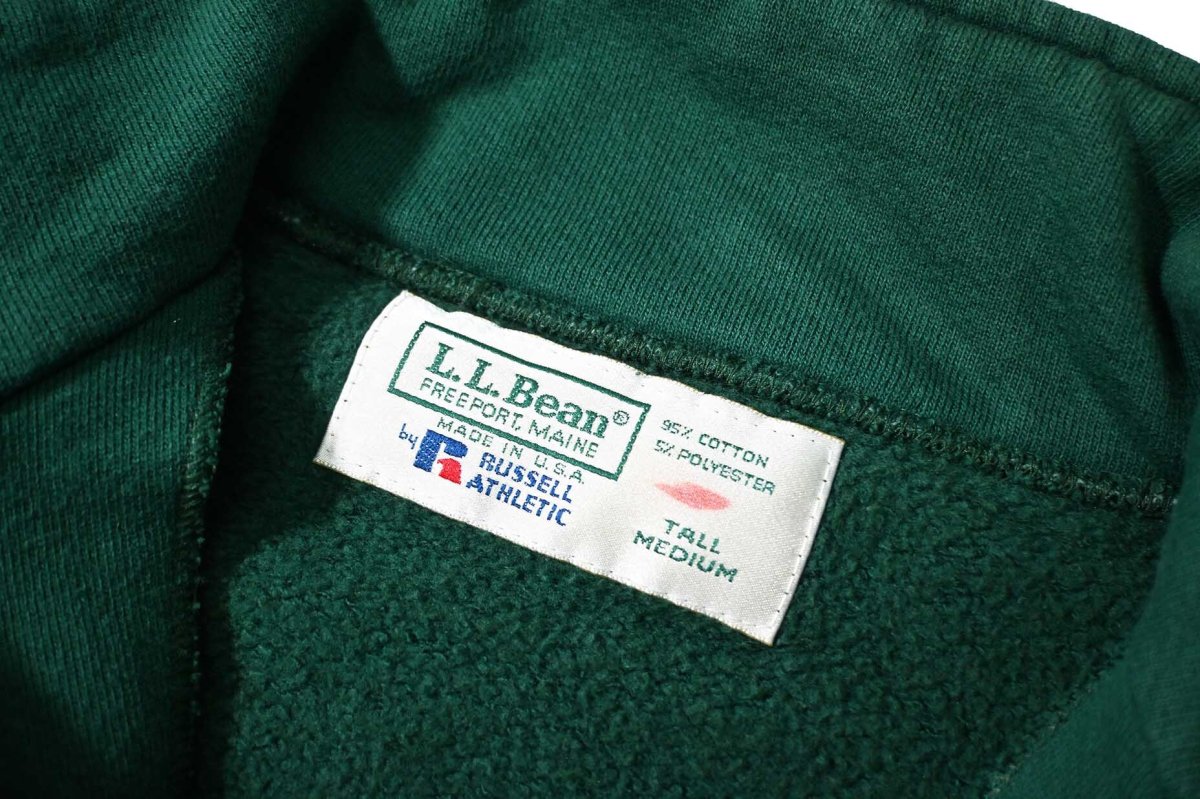 L.L.Bean®
FREEPORT, MAINE
MADE IN U.S.A.
by RUSSELL
ATHLETIC
95% COTTON
5% POLYESTER
TALL
MEDIUM